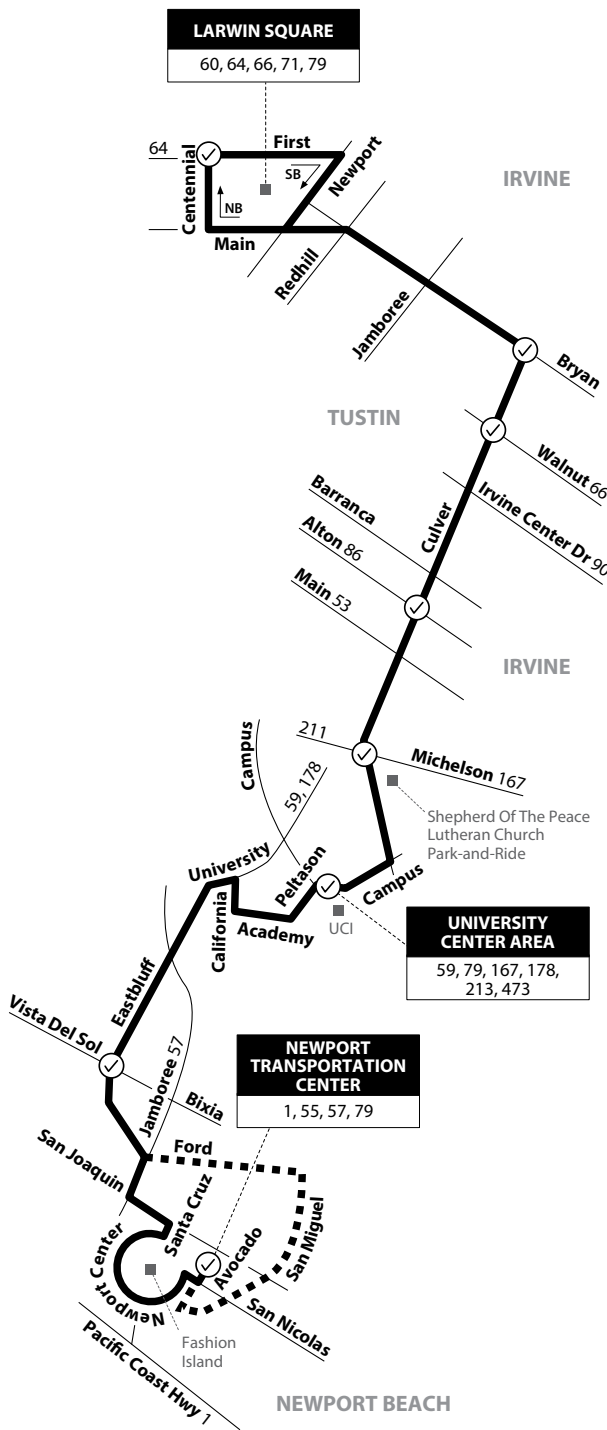 LARWIN SQUARE
60, 64, 66, 71, 79
64
First
Centennial
SB
Newport
NB
IRVINE
Main
Redhill
Jamboree
Bryan
TUSTIN
Walnut 66
Barranca
Culver
Irvine Center Dr 90
Alton 86
Main 53
IRVINE
211
Campus
Michelson 167
59, 178
Shepherd Of The Peace
Lutheran Church
Park-and-Ride
University
Peltason
Campus
California
Academy
UCI
UNIVERSITY
CENTER AREA
59, 79, 167, 178,
213, 473
Eastbluff
Vista Del Sol
NEWPORT
TRANSPORTATION
CENTER
1, 55, 57, 79
Jamboree 57
Bixia
Ford
San Joaquin
Santa Cruz
San Miguel
Avocado
Newport Center
Newport
San Nicolas
Fashion
Island
Pacific Coast Hwy 1
NEWPORT BEACH